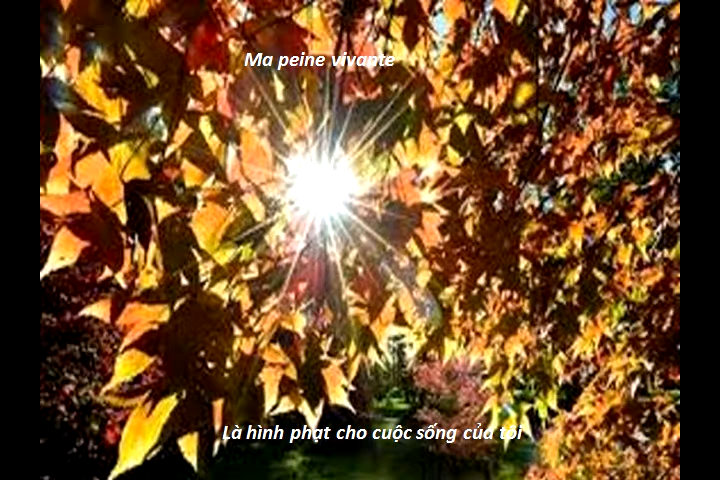 Ma peine vivante
Là hình phạt cho cuộc sống của tôi